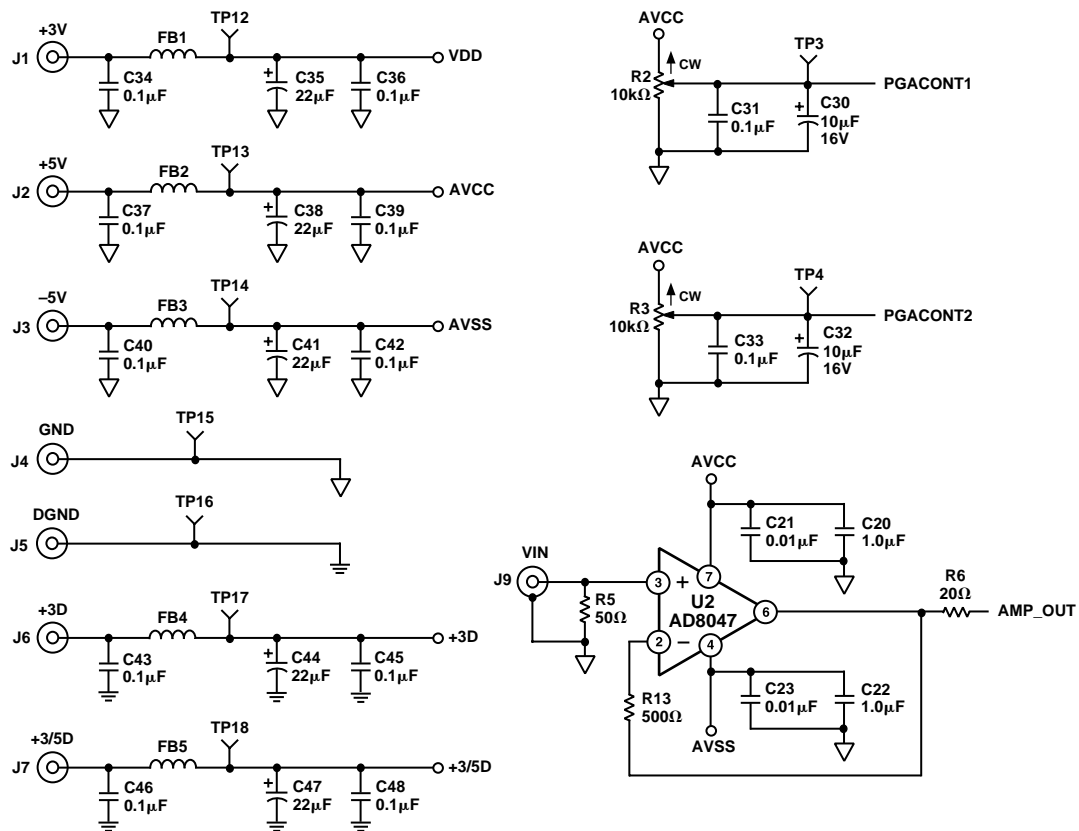 +3V
J1
FB1
TP12
VDD
C34
0.1µF
+
C35
22µF
C36
0.1µF
+5V
J2
FB2
TP13
AVCC
C37
0.1µF
+
C38
22µF
C39
0.1µF
–5V
J3
FB3
TP14
AVSS
C40
0.1µF
+
C41
22µF
C42
0.1µF
GND
J4
TP15
DGND
J5
TP16
+3D
J6
FB4
TP17
+3D
C43
0.1µF
+
C44
22µF
C45
0.1µF
+3/5D
J7
FB5
TP18
+3/5D
C46
0.1µF
+
C47
22µF
C48
0.1µF
AVCC
CW
R2
10kΩ
TP3
PGACONT1
C31
0.1µF
+
C30
10µF
16V
AVCC
CW
R3
10kΩ
TP4
PGACONT2
C33
0.1µF
+
C32
10µF
16V
AVCC
C21
0.01µF
C20
1.0µF
VIN
J9
R5
50Ω
3
+
7
U2
AD8047
6
2
–
4
R6
20Ω
AMP_OUT
R13
500Ω
C23
0.01µF
C22
1.0µF
AVSS